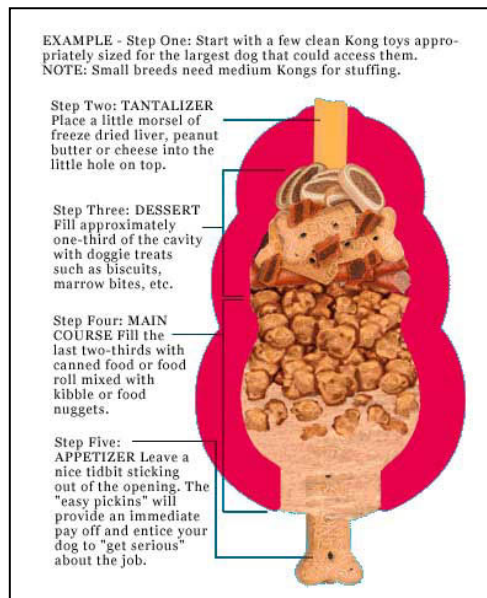 EXAMPLE - Step One: Start with a few clean Kong toys appro-
priately sized for the largest dog that could access them.
NOTE: Small breeds need medium Kongs for stuffing.
Step Two: TANTALIZER
Place a little morsel of
freeze dried liver, peanut
butter or cheese into the
little hole on top.
Step Three: DESSERT
Fill approximately
one-third of the cavity
with doggie treats
such as biscuits,
marrow bites, etc.
Step Four: MAIN
COURSE Fill the
last two-thirds with
canned food or food
roll mixed with
kibble or food
nuggets.
Step Five:
APPETIZER Leave a
nice tidbit sticking
out of the opening. The
"easy pickins" will
provide an immediate
pay off and entice your
dog to "get serious"
about the job.